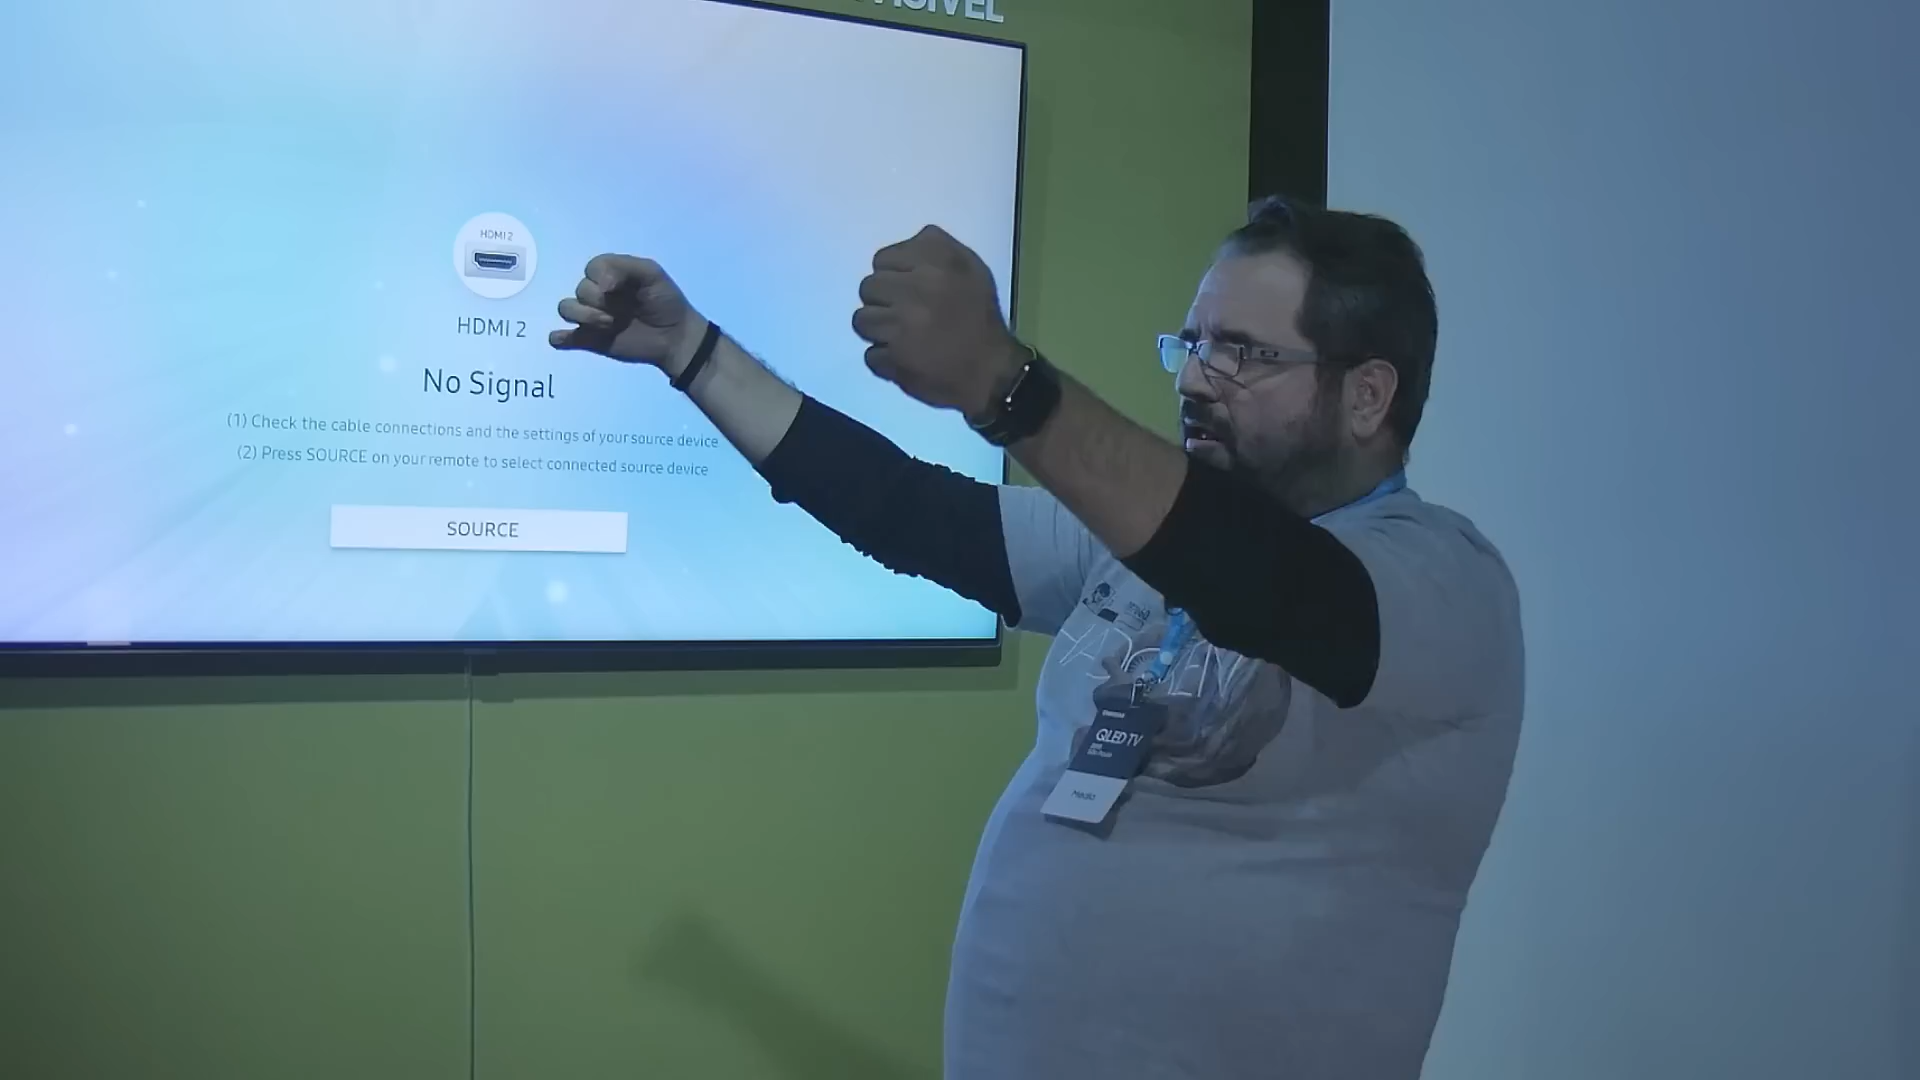 HDMI 2
HDMI 2
No Signal
(1) Check the cable connections and the settings of your source device
(2) Press SOURCE on your remote to select connected source device
SOURCE
QLED TV
Media